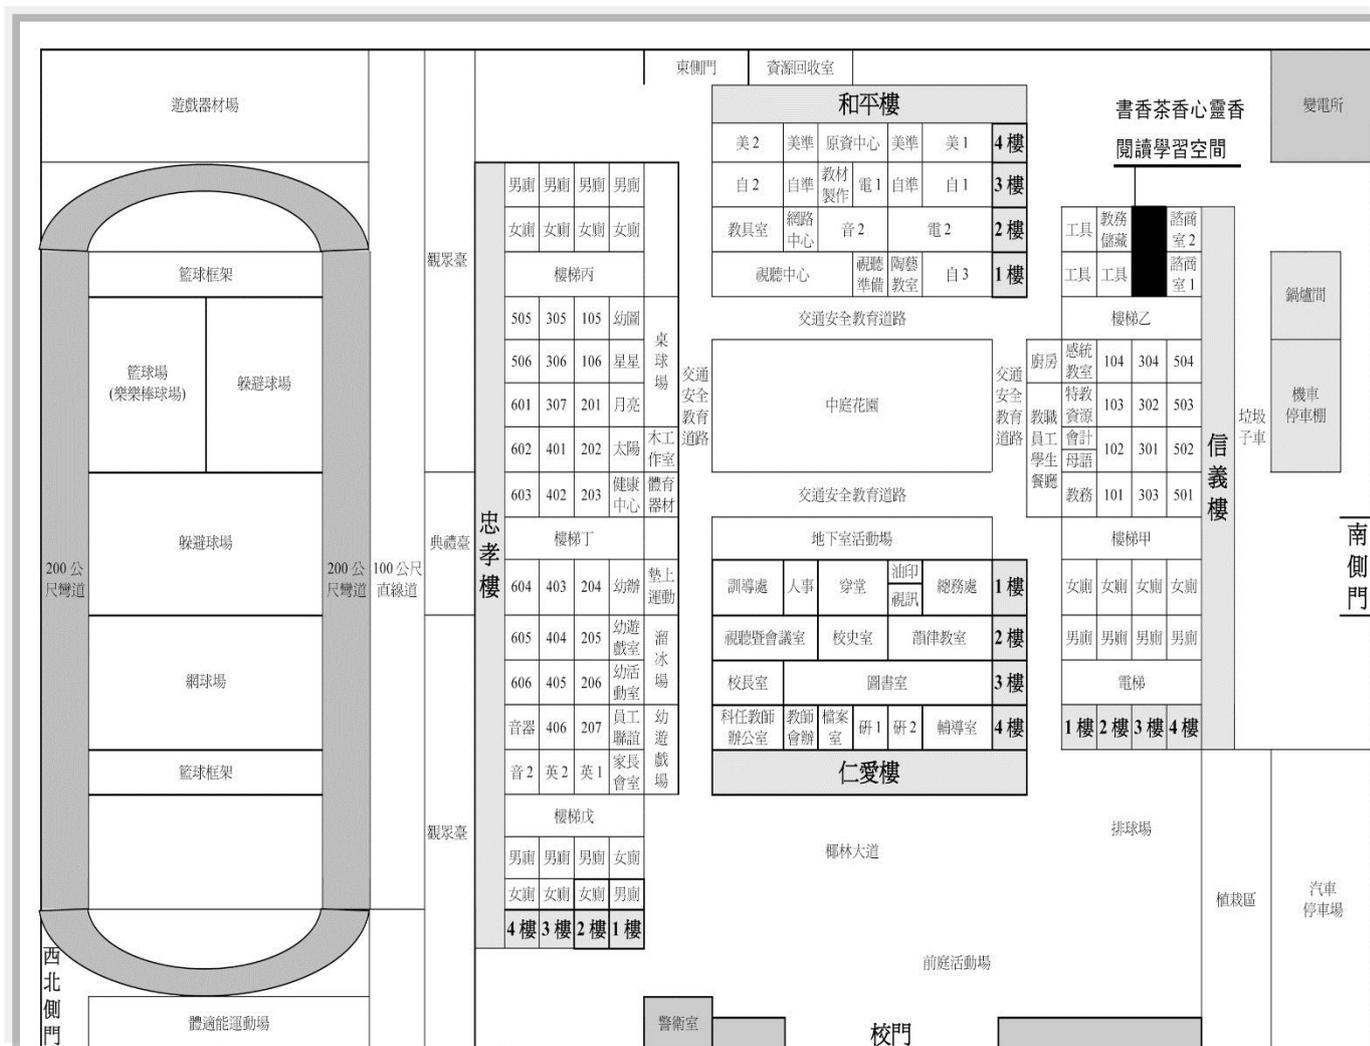 東側門 資源回收室
遊戲器材場
和平樓
書香茶香心靈香
閱讀學習空間
變電所
美2 美準 原資中心 美準 美1 4樓
自2 自準 教材製作 電1 自準 自1 3樓
教具室 網路中心 音2 電2 2樓
視聽中心 視聽準備 陶藝教室 自3 1樓
男廁 男廁 男廁 男廁
女廁 女廁 女廁 女廁
樓梯丙
505 305 105 幼圖
506 306 106 星星
601 307 201 月亮
602 401 202 太陽
603 402 203 健康中心
樓梯丁
604 403 204 幼辦
605 404 205 幼遊戲室
606 405 206 幼活動室
音器 406 207 員工聯誼
音2 英2 英1 家長會室
樓梯戊
男廁 男廁 男廁 女廁
女廁 女廁 女廁 男廁
4樓 3樓 2樓 1樓
忠孝樓
桌球場
木工作室
體育器材
墊上運動
溜冰場
幼遊戲場
觀眾臺
典禮臺
觀眾臺
籃球框架
籃球場
(樂樂棒球場)
躲避球場
躲避球場
200公尺彎道
200公尺彎道
100公尺直線道
網球場
籃球框架
西北側門
體適能運動場
交通安全教育道路
交通安全教育道路
中庭花園
交通安全教育道路
交通安全教育道路
地下室活動場
訓導處 人事 穿堂 油印 視訊 總務處 1樓
視聽暨會議室 校史室 韻律教室 2樓
校長室 圖書室 3樓
科任教師辦公室 教師會辦 檔案室 研1 研2 輔導室 4樓
仁愛樓
工具 教務儲藏 諮商室2
工具 工具 諮商室1
樓梯乙
廚房 感統教室 104 304 504
教職員工學生餐廳
特教資源 103 302 503
會計 母語 102 301 502
教務 101 303 501
樓梯甲
女廁 女廁 女廁 女廁
男廁 男廁 男廁 男廁
電梯
1樓 2樓 3樓 4樓
信義樓
垃圾子車
鍋爐間
機車停車棚
南側門
排球場
椰林大道
植栽區
汽車停車場
前庭活動場
警衛室
校門